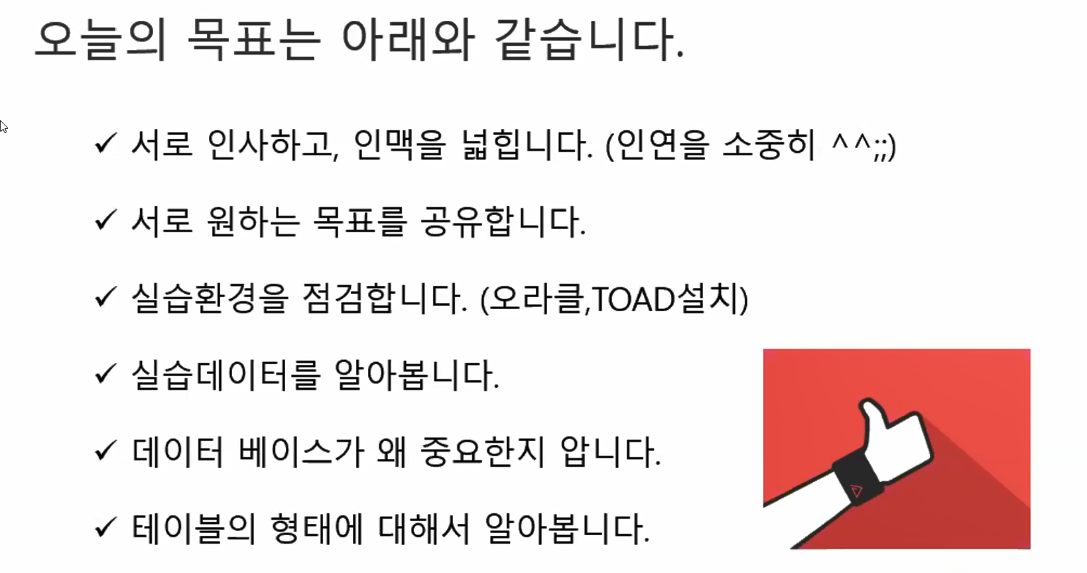 오늘의 목표는 아래와 같습니다.
✓ 서로 인사하고, 인맥을 넓힙니다. (인연을 소중히 ^^;;)
✓ 서로 원하는 목표를 공유합니다.
✓ 실습환경을 점검합니다. (오라클,TOAD설치)
✓ 실습데이터를 알아봅니다.
✓ 데이터 베이스가 왜 중요한지 압니다.
✓ 테이블의 형태에 대해서 알아봅니다.